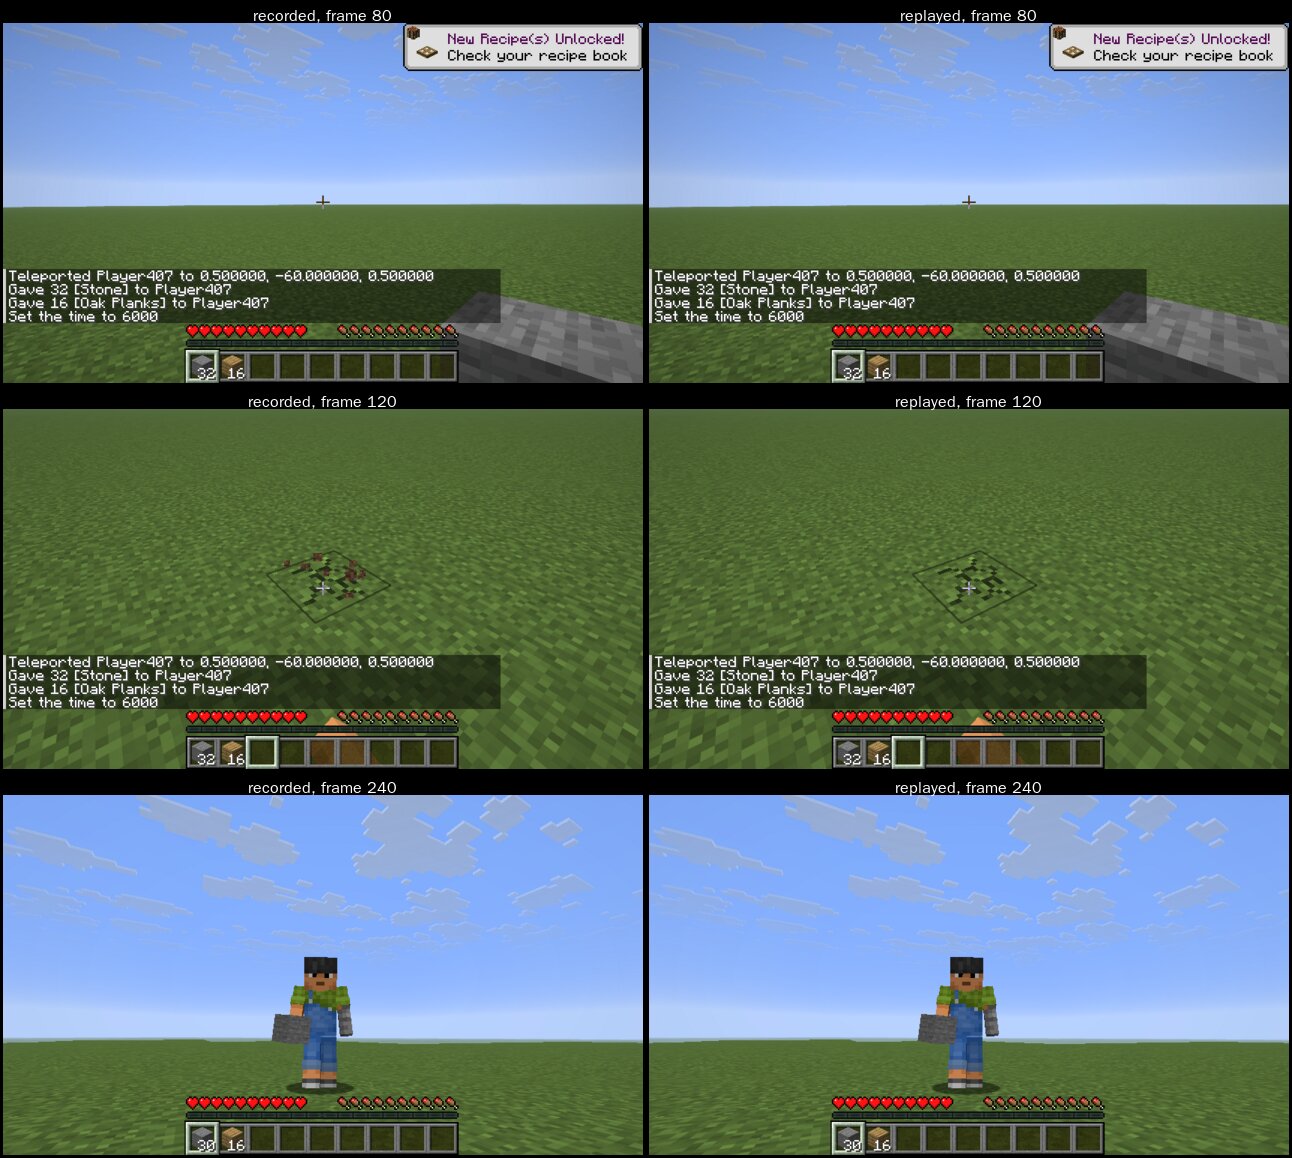 recorded, frame 80
replayed, frame 80
New Recipe(s) Unlocked!
Check your recipe book
New Recipe(s) Unlocked!
Check your recipe book
Teleported Player407 to 0.500000, -60.000000, 0.500000
Gave 32 [Stone] to Player407
Gave 16 [Oak Planks] to Player407
Set the time to 6000
32 16
Teleported Player407 to 0.500000, -60.000000, 0.500000
Gave 32 [Stone] to Player407
Gave 16 [Oak Planks] to Player407
Set the time to 6000
32 16
recorded, frame 120
replayed, frame 120
Teleported Player407 to 0.500000, -60.000000, 0.500000
Gave 32 [Stone] to Player407
Gave 16 [Oak Planks] to Player407
Set the time to 6000
32 16
Teleported Player407 to 0.500000, -60.000000, 0.500000
Gave 32 [Stone] to Player407
Gave 16 [Oak Planks] to Player407
Set the time to 6000
32 16
recorded, frame 240
replayed, frame 240
30 16
30 16